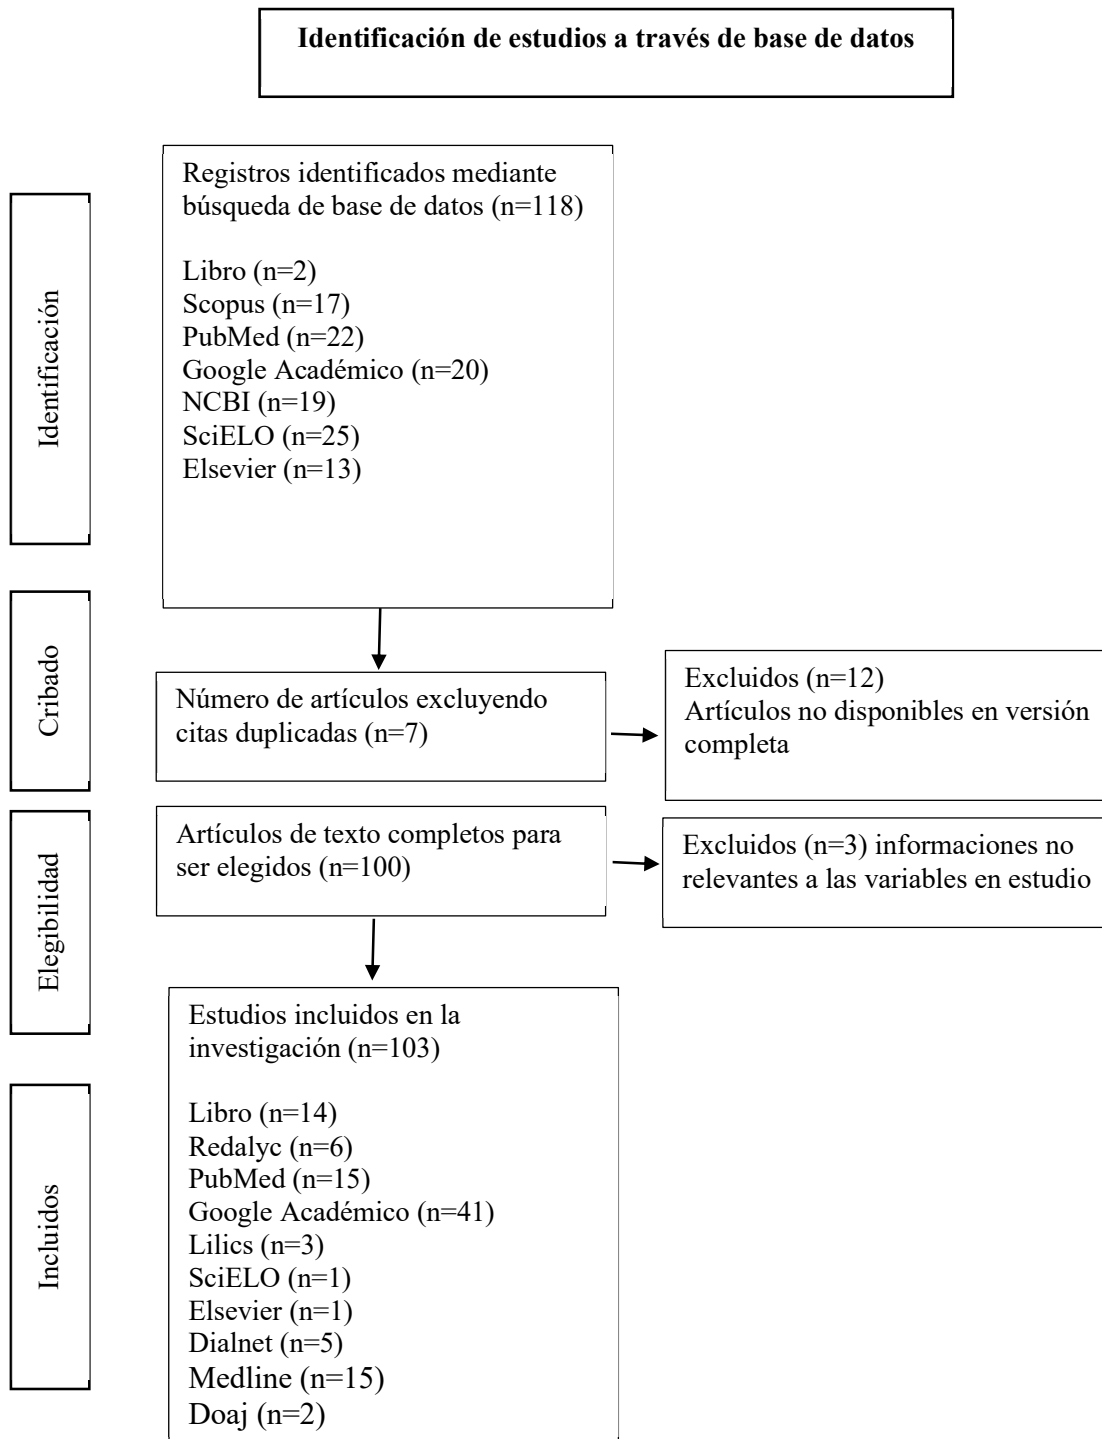 Identificación de estudios a través de base de datos
Identificación
Registros identificados mediante
búsqueda de base de datos (n=118)
Libro (n=2)
Scopus (n=17)
PubMed (n=22)
Google Académico (n=20)
NCBI (n=19)
SciELO (n=25)
Elsevier (n=13)
Cribado
Número de artículos excluyendo
citas duplicadas (n=7)
Excluidos (n=12)
Artículos no disponibles en versión
completa
Elegibilidad
Artículos de texto completos para
ser elegidos (n=100)
Excluidos (n=3) informaciones no
relevantes a las variables en estudio
Incluidos
Estudios incluidos en la
investigación (n=103)
Libro (n=14)
Redalyc (n=6)
PubMed (n=15)
Google Académico (n=41)
Lilics (n=3)
SciELO (n=1)
Elsevier (n=1)
Dialnet (n=5)
Medline (n=15)
Doaj (n=2)